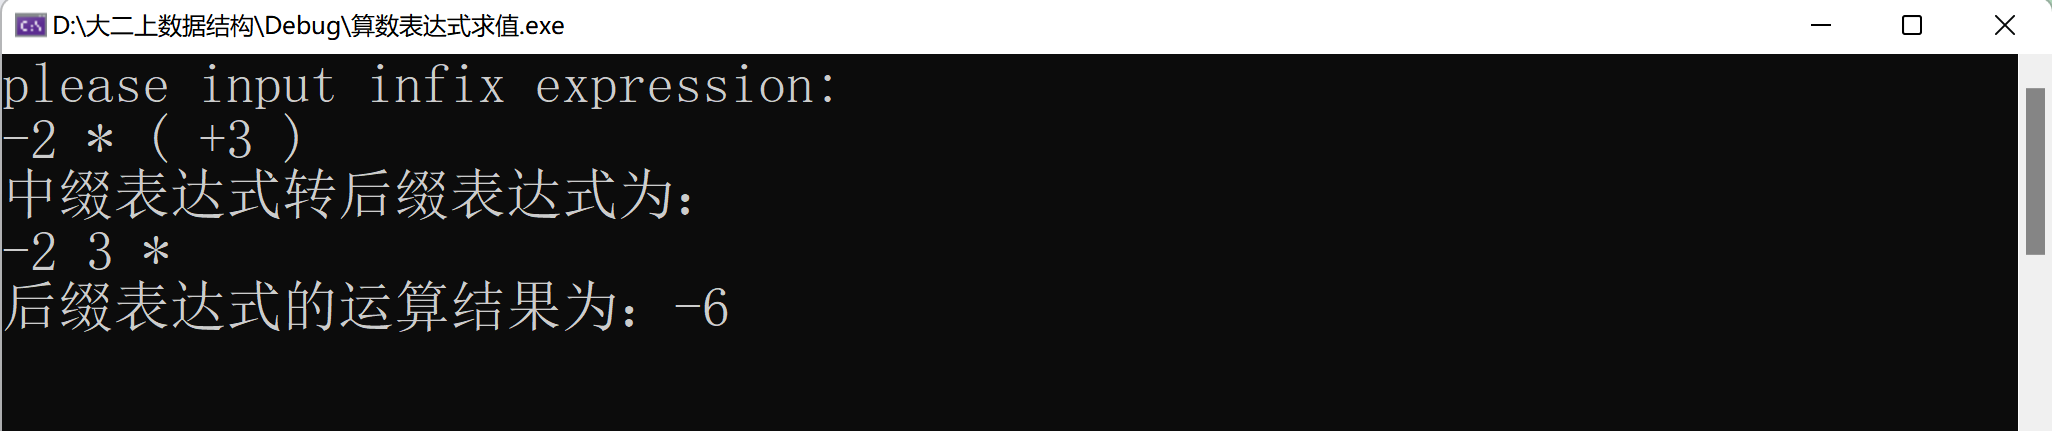 D:\大二上数据结构\Debug\算数表达式求值.exe
please input infix expression:
-2 * ( +3 )
中缀表达式转后缀表达式为：
-2 3 *
后缀表达式的运算结果为：-6